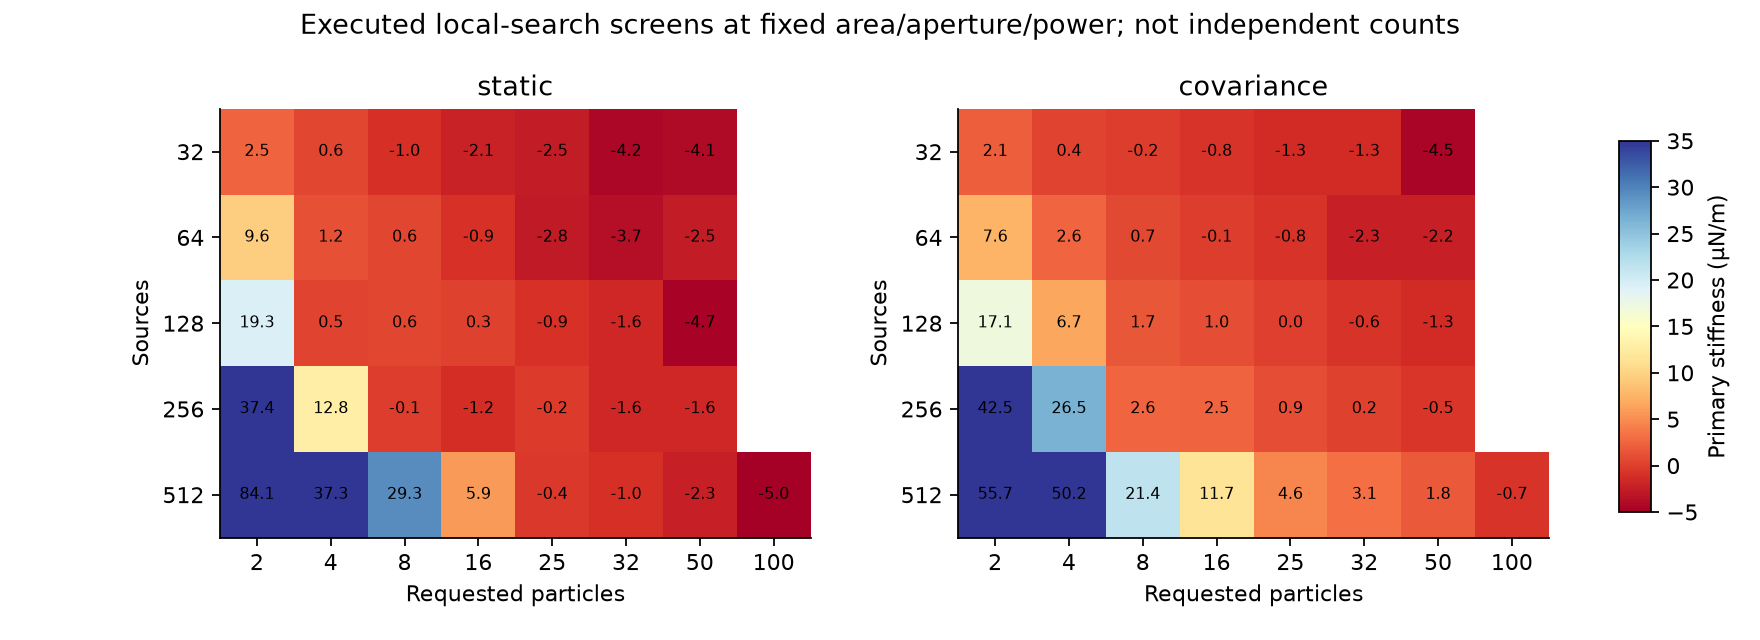 Executed local-search screens at fixed area/aperture/power; not independent counts
static
Sources
32 2.5 0.6 -1.0 -2.1 -2.5 -4.2 -4.1
64 9.6 1.2 0.6 -0.9 -2.8 -3.7 -2.5
128 19.3 0.5 0.6 0.3 -0.9 -1.6 -4.7
256 37.4 12.8 -0.1 -1.2 -0.2 -1.6 -1.6
512 84.1 37.3 29.3 5.9 -0.4 -1.0 -2.3 -5.0
2 4 8 16 25 32 50 100
Requested particles
covariance
Sources
32 2.1 0.4 -0.2 -0.8 -1.3 -1.3 -4.5
64 7.6 2.6 0.7 -0.1 -0.8 -2.3 -2.2
128 17.1 6.7 1.7 1.0 0.0 -0.6 -1.3
256 42.5 26.5 2.6 2.5 0.9 0.2 -0.5
512 55.7 50.2 21.4 11.7 4.6 3.1 1.8 -0.7
2 4 8 16 25 32 50 100
Requested particles
35
30
25
20
15
10
5
0
−5
Primary stiffness (µN/m)